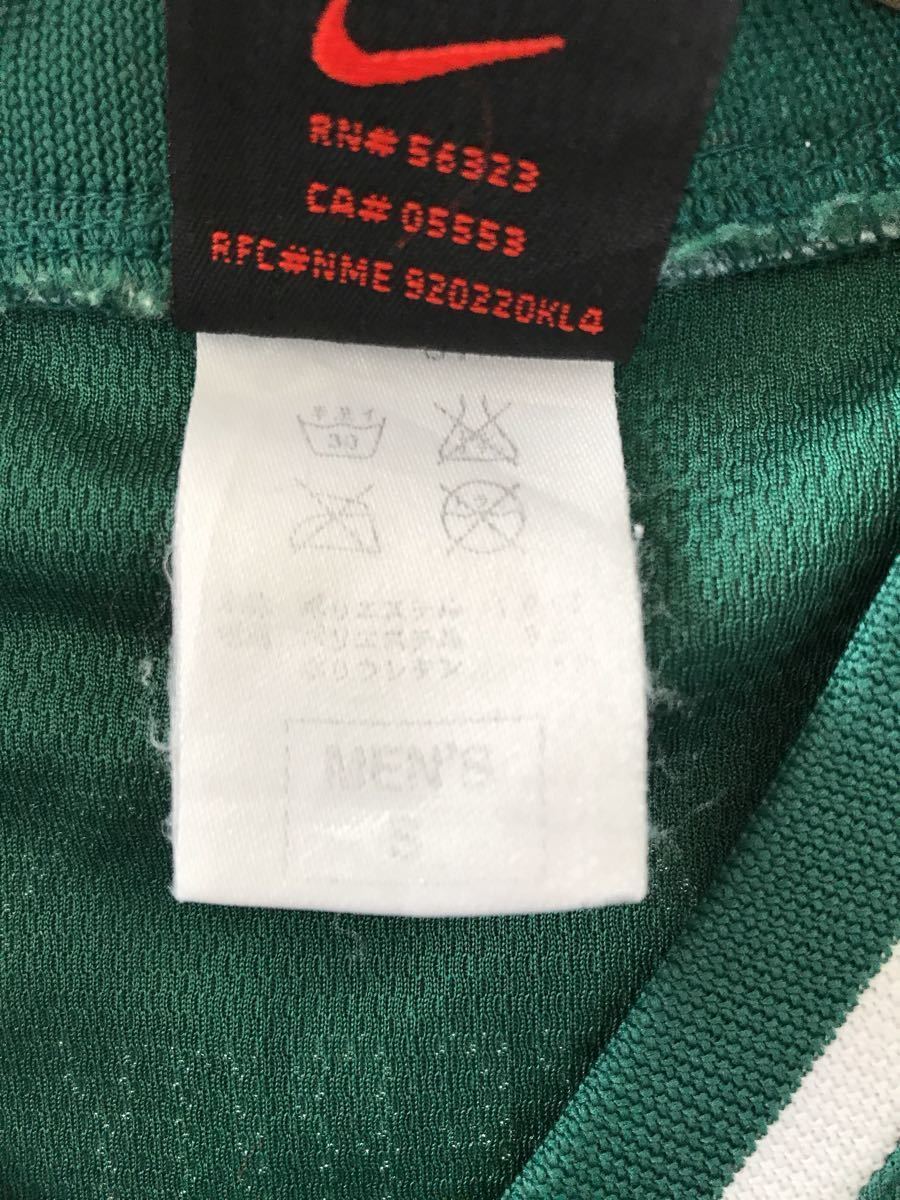 RN# 56323
CA# 05553
RFC#NME 920220KL4
30
ポリエステル
ポリエステル
ポリウレタン
MEN'S
S